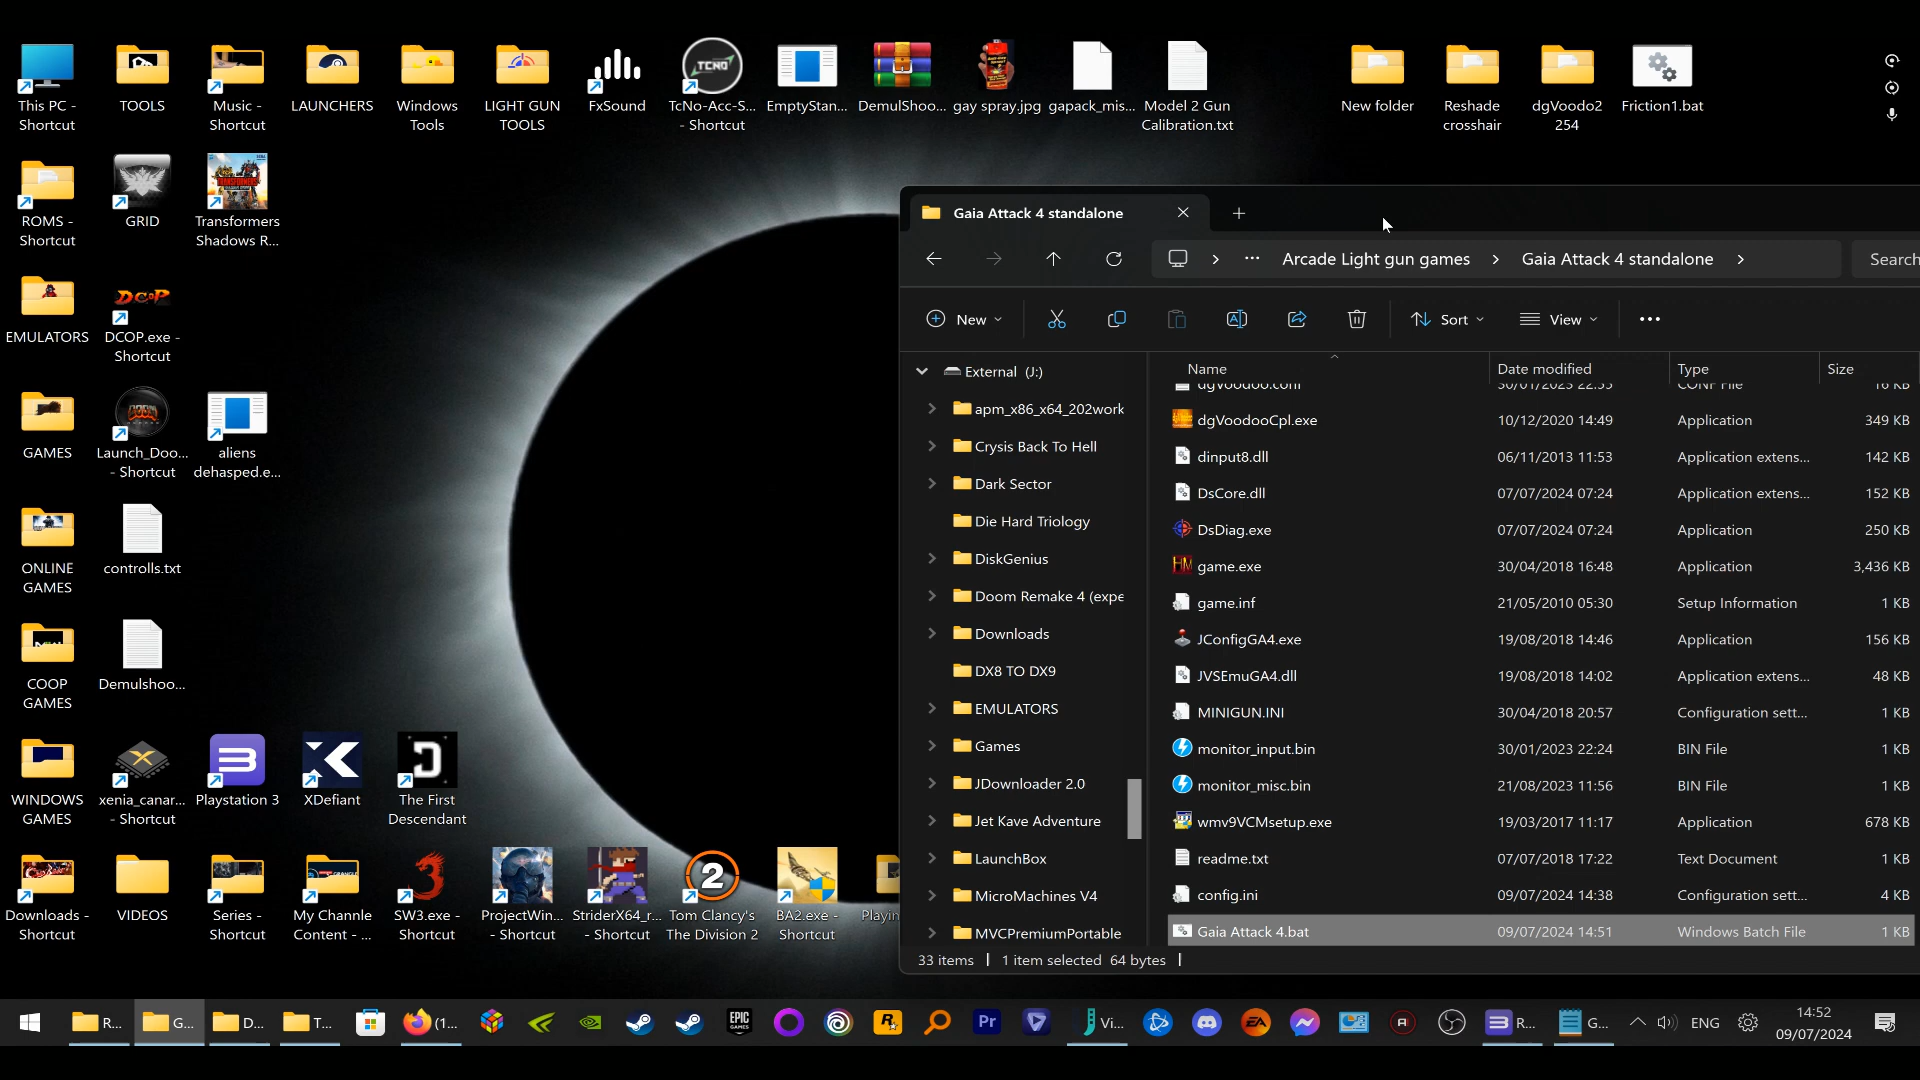 This PC -
Shortcut
TOOLS
Music -
Shortcut
LAUNCHERS
Windows
Tools
LIGHT GUN
TOOLS
FxSound
TCNO
TcNo-Acc-S...
- Shortcut
EmptyStan...
DemulShoo...
gay spray.jpg
gapack_mis...
Model 2 Gun
Calibration.txt
New folder
Reshade
crosshair
dgVoodo2
254
Friction1.bat
ROMS -
Shortcut
GRID
Transformers
Shadows R...
EMULATORS
DCOP
DCOP.exe -
Shortcut
GAMES
Launch_Doo...
- Shortcut
aliens
dehasped.e...
ONLINE
GAMES
controlls.txt
COOP
GAMES
Demulshoo...
WINDOWS
GAMES
xenia_canar...
- Shortcut
Playstation 3
XDefiant
The First
Descendant
Downloads -
Shortcut
VIDEOS
Series -
Shortcut
My Channle
Content - ...
SW3.exe -
Shortcut
ProjectWin...
- Shortcut
StriderX64_r...
- Shortcut
2
Tom Clancy's
The Division 2
BA2.exe -
Shortcut
Playin
Gaia Attack 4 standalone
Arcade Light gun games > Gaia Attack 4 standalone >
Search
New
Sort
View
External (J:)
apm_x86_x64_202work
Crysis Back To Hell
Dark Sector
Die Hard Triology
DiskGenius
Doom Remake 4 (expe
Downloads
DX8 TO DX9
EMULATORS
Games
JDownloader 2.0
Jet Kave Adventure
LaunchBox
MicroMachines V4
MVCPremiumPortable
Name Date modified Type Size
dgVoodoo.conf 30/01/2023 22:53 CONF File 16 KB
dgVoodooCpl.exe 10/12/2020 14:49 Application 349 KB
dinput8.dll 06/11/2013 11:53 Application extens... 142 KB
DsCore.dll 07/07/2024 07:24 Application extens... 152 KB
DsDiag.exe 07/07/2024 07:24 Application 250 KB
game.exe 30/04/2018 16:48 Application 3,436 KB
game.inf 21/05/2010 05:30 Setup Information 1 KB
JConfigGA4.exe 19/08/2018 14:46 Application 156 KB
JVSEmuGA4.dll 19/08/2018 14:02 Application extens... 48 KB
MINIGUN.INI 30/04/2018 20:57 Configuration sett... 1 KB
monitor_input.bin 30/01/2023 22:24 BIN File 1 KB
monitor_misc.bin 21/08/2023 11:56 BIN File 1 KB
wmv9VCMsetup.exe 19/03/2017 11:17 Application 678 KB
readme.txt 07/07/2018 17:22 Text Document 1 KB
config.ini 09/07/2024 14:38 Configuration sett... 4 KB
Gaia Attack 4.bat 09/07/2024 14:51 Windows Batch File 1 KB
33 items | 1 item selected 64 bytes |
R...
G...
D...
T...
(1...
EPIC
GAMES
R
Pr
Vi...
EA
R...
G...
ENG
14:52
09/07/2024